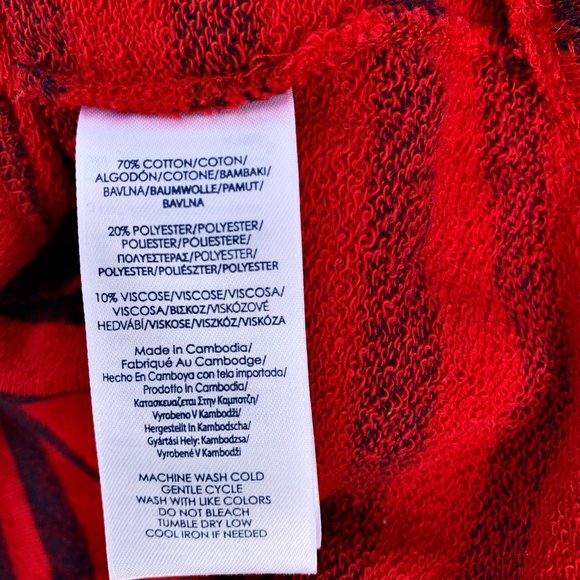 70% COTTON/COTON/
ALGODÓN/COTONE/BAMBAKI/
BAVLNA/BAUMWOLLE/PAMUT/
BAVLNA
20% POLYESTER/POLYESTER/
POLIESTER/POLIESTERE/
ΠΟΛΥΕΣΤΕΡΑΣ/POLYESTER/
POLYESTER/POLIÉSZTER/POLYESTER
10% VISCOSE/VISCOSE/VISCOSA/
VISCOSA/ΒΙΣΚΟΖ/VISKÓZOVÉ
HEDVÁBÍ/VISKOSE/VISZKÓZ/VISKÓZA
Made In Cambodia/
Fabriqué Au Cambodge/
Hecho En Camboya con tela importada/
Prodotto In Cambodia/
Κατασκευαζεται Στην Καμποτζη/
Vyrobeno V Kambodži/
Hergestellt In Kambodscha/
Gyártási Hely: Kambodzsa/
Vyrobené V Kambodži/
MACHINE WASH COLD
GENTLE CYCLE
WASH WITH LIKE COLORS
DO NOT BLEACH
TUMBLE DRY LOW
COOL IRON IF NEEDED